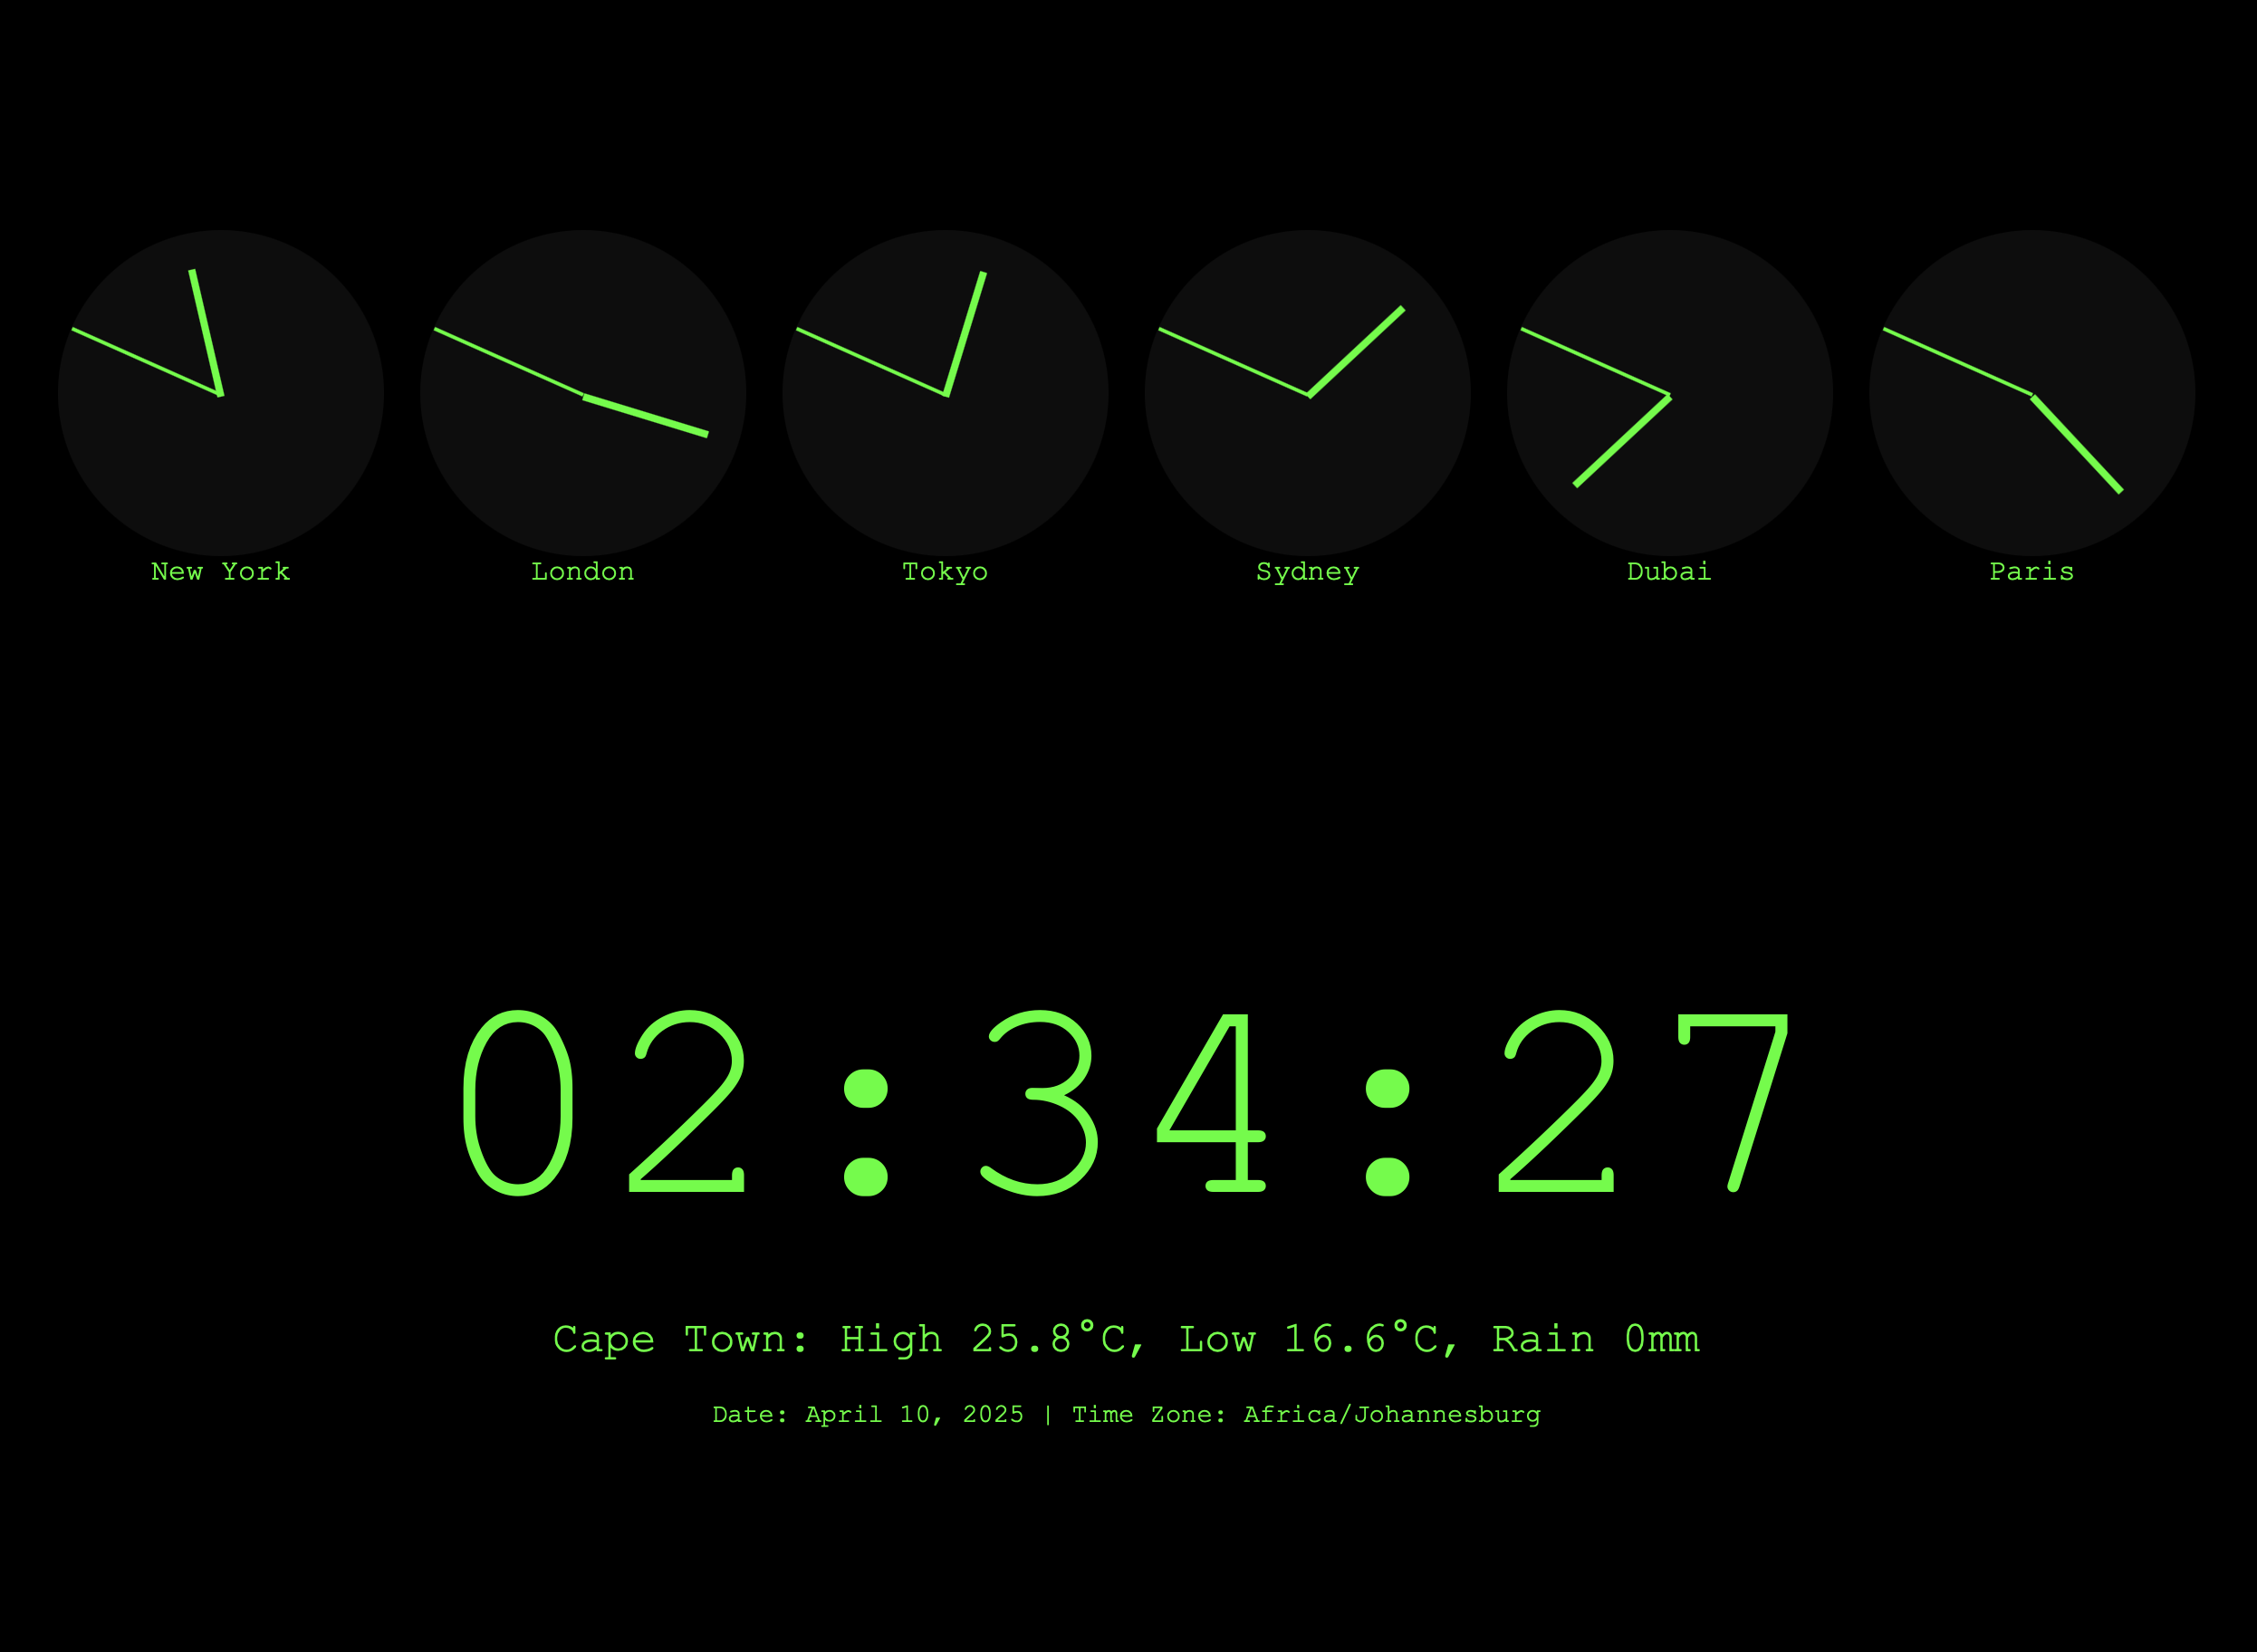 New York London Tokyo Sydney Dubai Paris
02:34:27
Cape Town: High 25.8°C, Low 16.6°C, Rain 0mm
Date: April 10, 2025 | Time Zone: Africa/Johannesburg